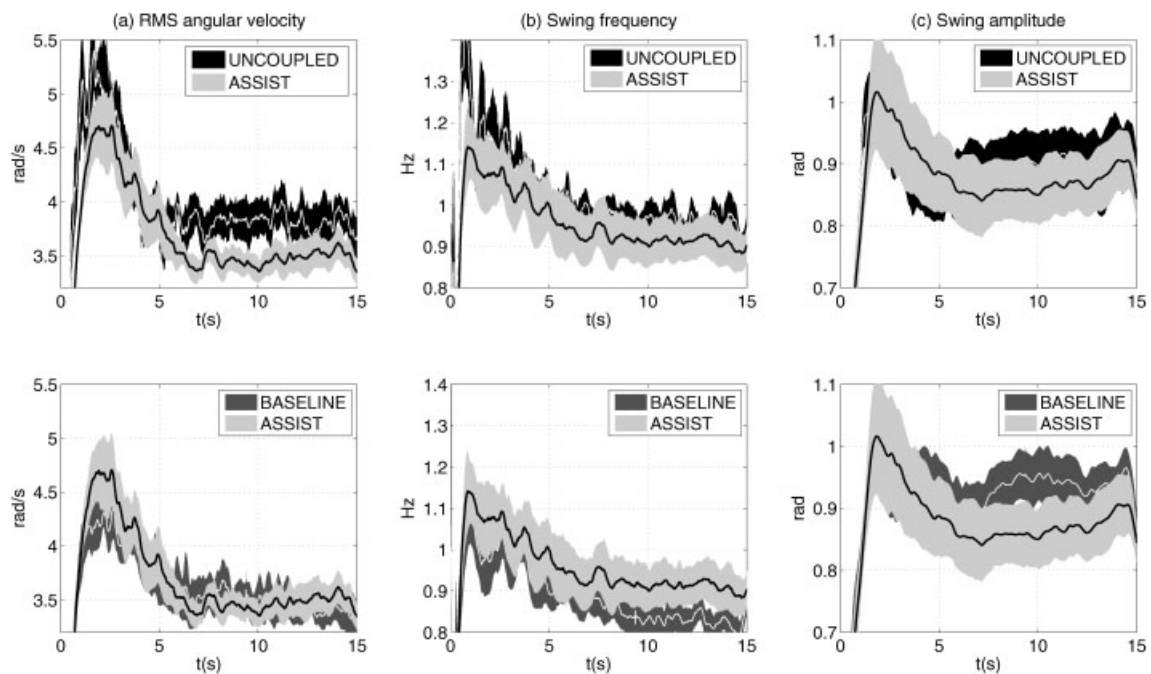 (a) RMS angular velocity
(b) Swing frequency
(c) Swing amplitude
5.5
5
4.5
4
3.5
rad/s
UNCOUPLED
ASSIST
0
5
10
15
t(s)
1.3
1.2
1.1
1
0.9
0.8
Hz
UNCOUPLED
ASSIST
0
5
10
15
t(s)
1.1
1
0.9
0.8
0.7
rad
UNCOUPLED
ASSIST
0
5
10
15
t(s)
5.5
5
4.5
4
3.5
rad/s
BASELINE
ASSIST
0
5
10
15
t(s)
1.4
1.3
1.2
1.1
1
0.9
0.8
Hz
BASELINE
ASSIST
0
5
10
15
t(s)
1.1
1
0.9
0.8
0.7
rad
BASELINE
ASSIST
0
5
10
15
t(s)